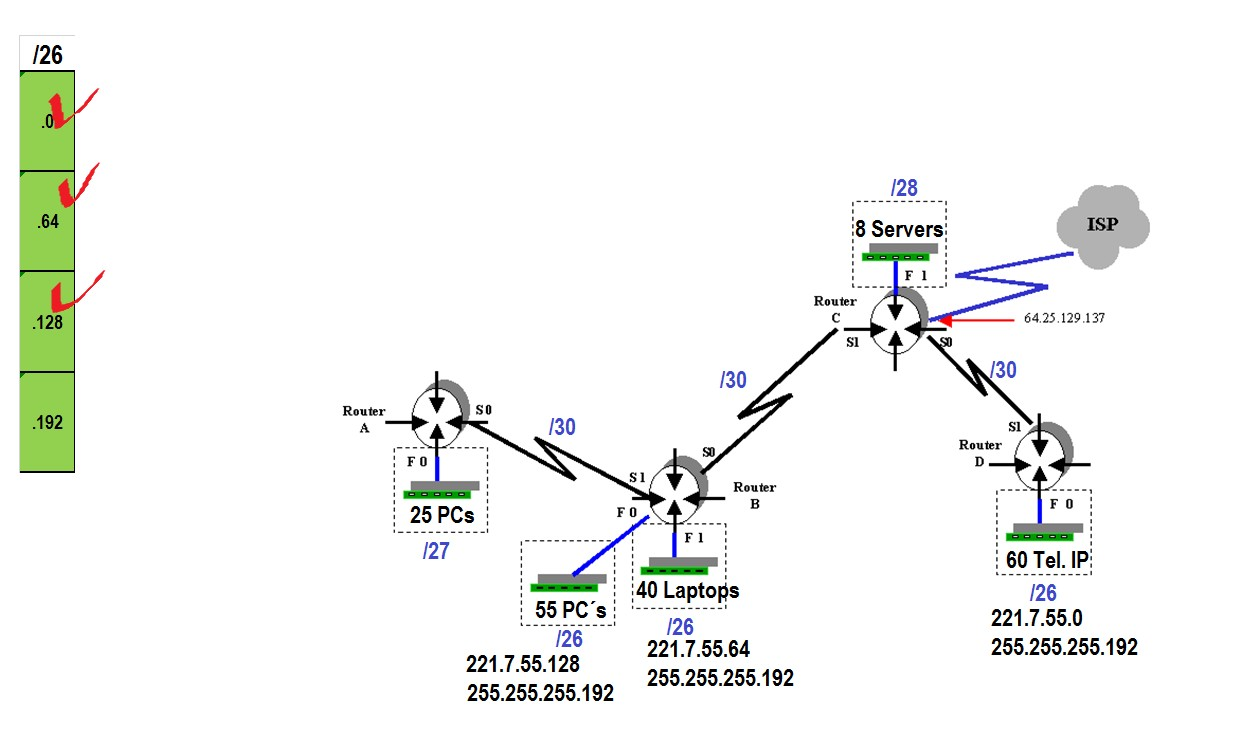 /26
.0
.64
.128
.192
/28
8 Servers
F 1
ISP
Router
C
S1
S0
64.25.129.137
/30
/30
Router
A
S0
F 0
25 PCs
/27
/30
S1
F 0
S0
Router
B
F 1
55 PC´s
/26
221.7.55.128
255.255.255.192
40 Laptops
/26
221.7.55.64
255.255.255.192
S1
Router
D
F 0
60 Tel. IP
/26
221.7.55.0
255.255.255.192